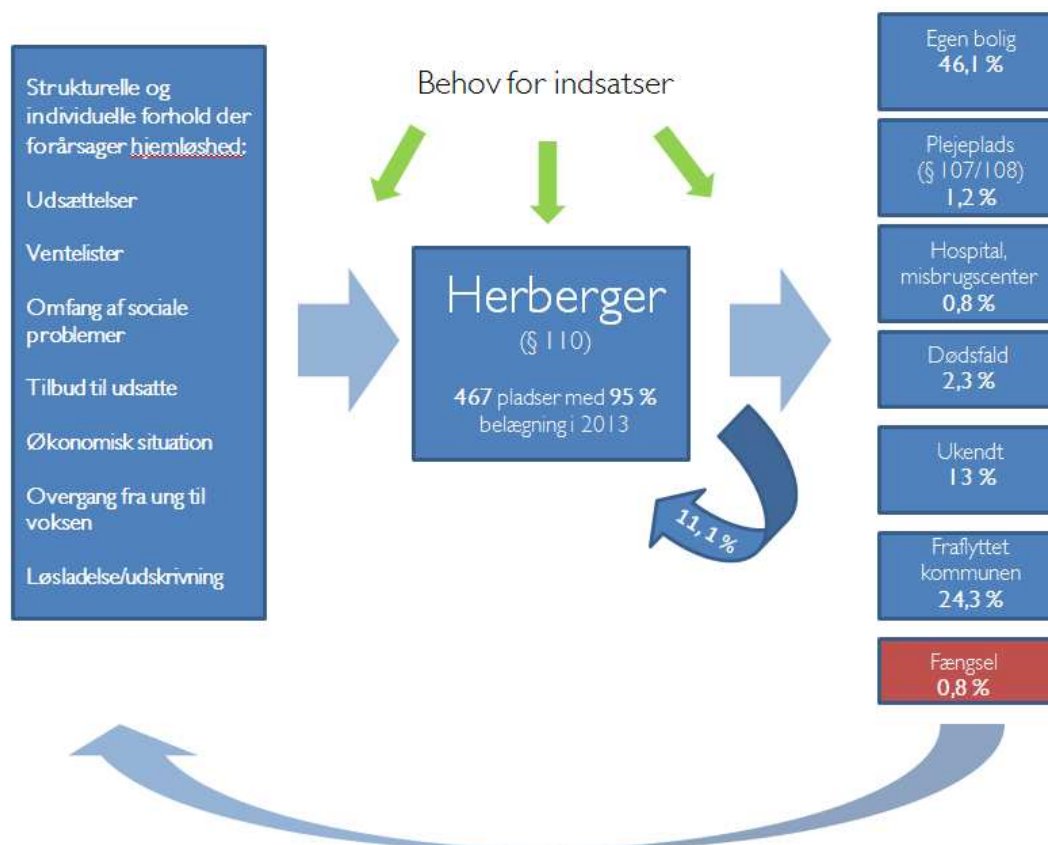 Strukturelle og
individuelle forhold der
forårsager hjemløshed:
Udsættelser
Ventelister
Omfang af sociale
problemer
Tilbud til udsatte
Økonomisk situation
Overgang fra ung til
voksen
Løsladelse/udskrivning
Behov for indsatser
Herberger
(§ 110)
467 pladser med 95 %
belægning i 2013
11,1 %
Egen bolig
46,1 %
Plejeplads
(§ 107/108)
1,2 %
Hospital,
misbrugscenter
0,8 %
Dødsfald
2,3 %
Ukendt
13 %
Fraflyttet
kommunen
24,3 %
Fængsel
0,8 %